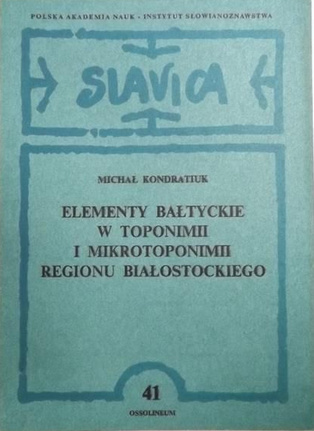 POLSKA AKADEMIA NAUK - INSTYTUT SŁOWIANOZNAWSTWA
SLAVICA
MICHAŁ KONDRATIUK
ELEMENTY BAŁTYCKIE
W TOPONIMII
I MIKROTOPONIMII
REGIONU BIAŁOSTOCKIEGO
41
OSSOLINEUM